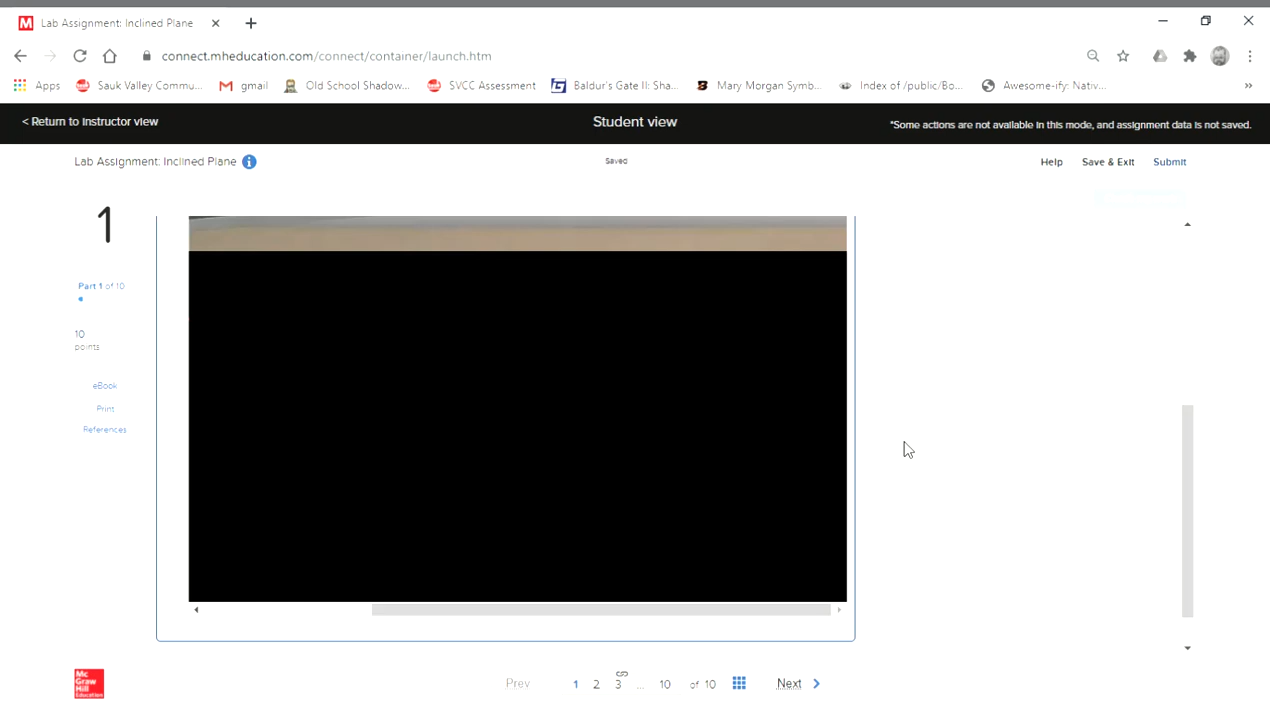 Lab Assignment: Inclined Plane
connect.mheducation.com/connect/container/launch.htm
Apps Sauk Valley Commu... gmail Old School Shadow... SVCC Assessment Baldur's Gate II: Sha... Mary Morgan Symb... Index of /public/Bo... Awesome-ify: Nativ... »
< Return to Instructor view Student view *Some actions are not available in this mode, and assignment data is not saved.
Lab Assignment: Inclined Plane Saved Help Save & Exit Submit
1
Part 1 of 10
10
points
eBook
Print
References
Mc
Graw
Hill
Education
Prev 1 2 3 ... 10 of 10 Next